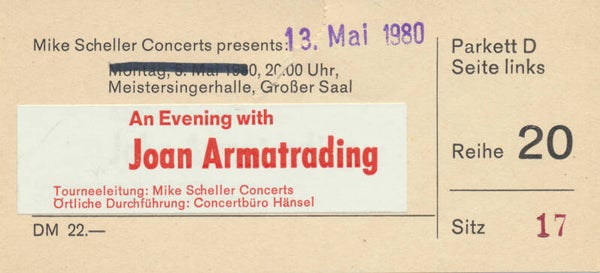 Mike Scheller Concerts presents: 13. Mai 1980
Montag, 5. Mai 1980, 20.00 Uhr,
Meistersingerhalle, Großer Saal
An Evening with
Joan Armatrading
Tourneeleitung: Mike Scheller Concerts
Örtliche Durchführung: Concertbüro Hänsel
DM 22.—
Parkett D
Seite links
Reihe 20
Sitz 17